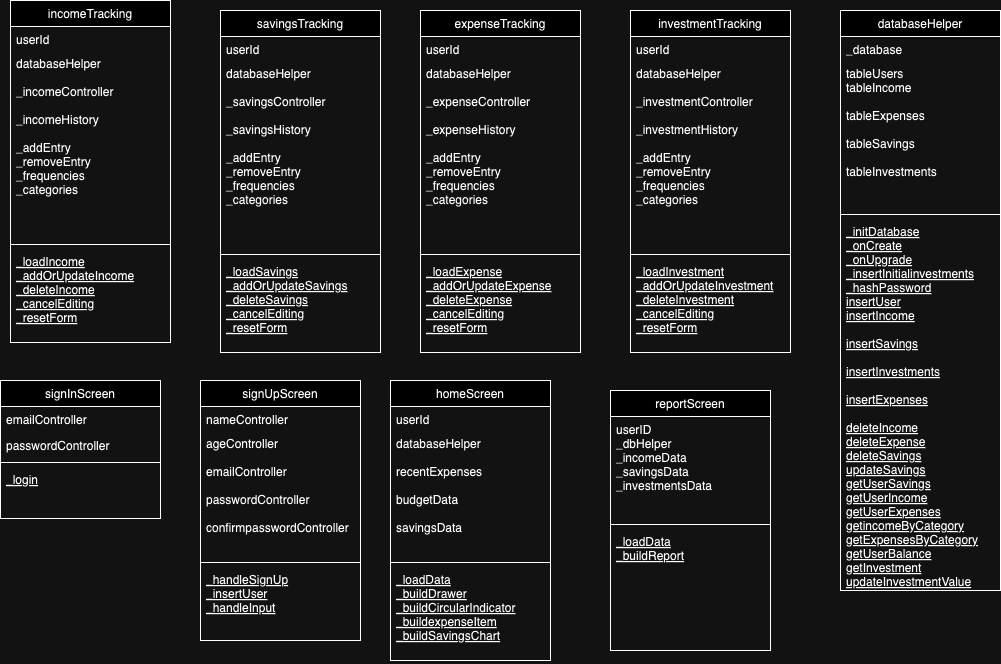 incomeTracking
userId
databaseHelper
_incomeController
_incomeHistory
_addEntry
_removeEntry
_frequencies
_categories
_loadIncome
_addOrUpdateIncome
_deleteIncome
_cancelEditing
_resetForm
savingsTracking
userId
databaseHelper
_savingsController
_savingsHistory
_addEntry
_removeEntry
_frequencies
_categories
_loadSavings
_addOrUpdateSavings
_deleteSavings
_cancelEditing
_resetForm
expenseTracking
userId
databaseHelper
_expenseController
_expenseHistory
_addEntry
_removeEntry
_frequencies
_categories
_loadExpense
_addOrUpdateExpense
_deleteExpense
_cancelEditing
_resetForm
investmentTracking
userId
databaseHelper
_investmentController
_investmentHistory
_addEntry
_removeEntry
_frequencies
_categories
_loadInvestment
_addOrUpdateInvestment
_deleteInvestment
_cancelEditing
_resetForm
databaseHelper
_database
tableUsers
tableIncome
tableExpenses
tableSavings
tableInvestments
_initDatabase
_onCreate
_onUpgrade
_insertInitialinvestments
_hashPassword
insertUser
insertIncome
insertSavings
insertInvestments
insertExpenses
deleteIncome
deleteExpense
deleteSavings
updateSavings
getUserSavings
getUserIncome
getUserExpenses
getincomeByCategory
getExpensesByCategory
getUserBalance
getInvestment
updateInvestmentValue
signInScreen
emailController
passwordController
_login
signUpScreen
nameController
ageController
emailController
passwordController
confirmpasswordController
_handleSignUp
_insertUser
_handleInput
homeScreen
userId
databaseHelper
recentExpenses
budgetData
savingsData
_loadData
_buildDrawer
_buildCircularIndicator
_buildexpenseItem
_buildSavingsChart
reportScreen
userID
_dbHelper
_incomeData
_savingsData
_investmentsData
_loadData
_buildReport